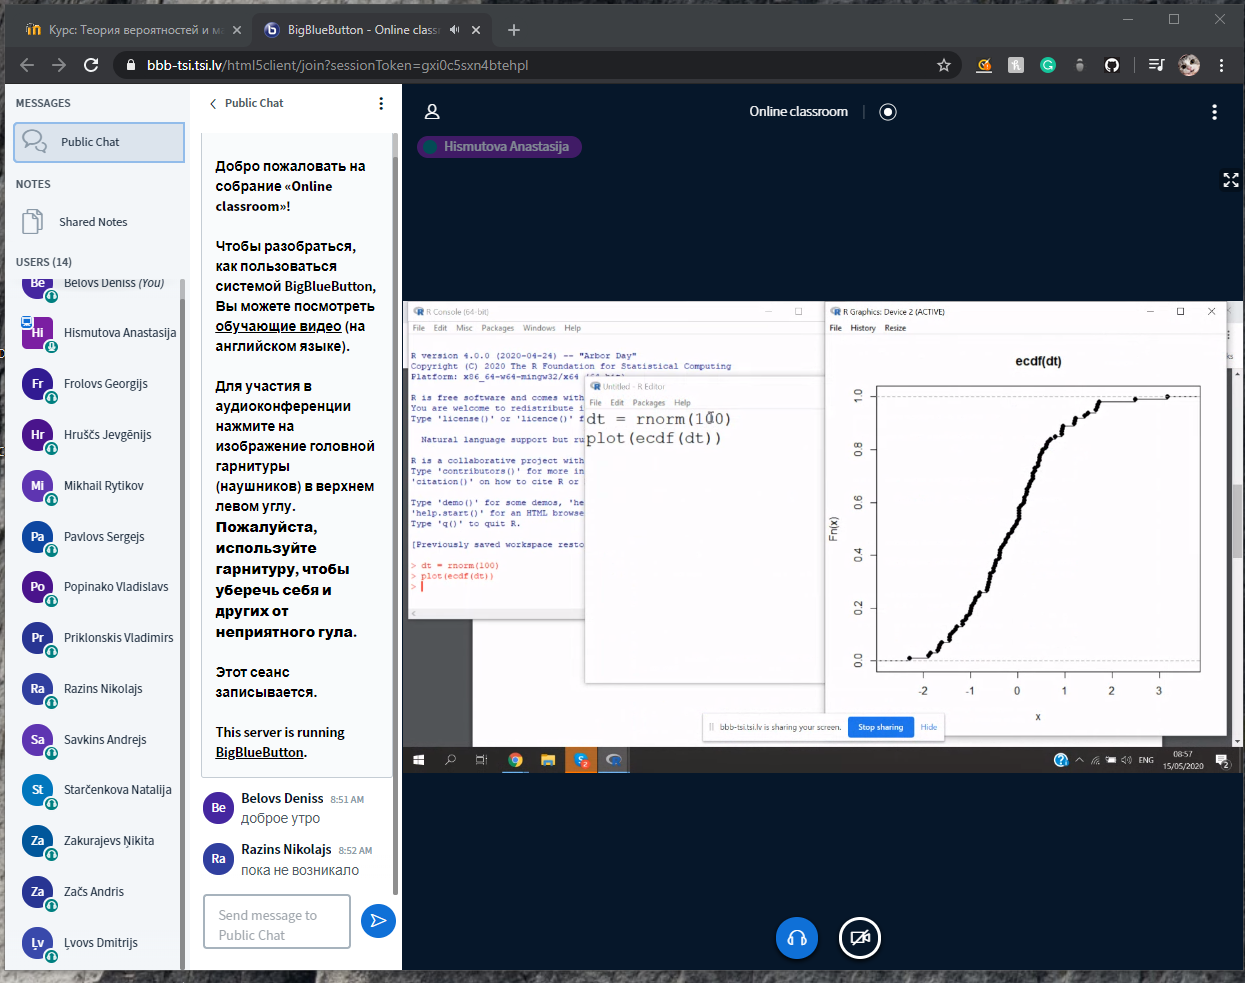 Курс: Теория вероятностей и ма
BigBlueButton - Online class
bbb-tsi.tsi.lv/html5client/join?sessionToken=gxi0c5sxn4btehpl
MESSAGES
Public Chat
NOTES
Shared Notes
USERS (14)
Be
Belovs Deniss (You)
Hi
Hismutova Anastasija
Fr
Frolovs Georgijs
Hr
Hruščs Jevgēnijs
Mi
Mikhail Rytikov
Pa
Pavlovs Sergejs
Po
Popinako Vladislavs
Pr
Priklonskis Vladimirs
Ra
Razins Nikolajs
Sa
Savkins Andrejs
St
Starčenkova Natalija
Za
Zakurajevs Ņikita
Za
Začs Andris
Ļv
Ļvovs Dmitrijs
Public Chat
Добро пожаловать на
собрание «Online
classroom»!
Чтобы разобраться,
как пользоваться
системой BigBlueButton,
Вы можете посмотреть
обучающие видео (на
английском языке).
Для участия в
аудиоконференции
нажмите на
изображение головной
гарнитуры
(наушников) в верхнем
левом углу.
Пожалуйста,
используйте
гарнитуру, чтобы
уберечь себя и
других от
неприятного гула.
Этот сеанс
записывается.
This server is running
BigBlueButton.
Be
Belovs Deniss 8:51 AM
доброе утро
Ra
Razins Nikolajs 8:52 AM
пока не возникало
Send message to
Public Chat
Online classroom
Hismutova Anastasija
R Console (64-bit)
File Edit Misc Packages Windows Help
R version 4.0.0 (2020-04-24) -- "Arbor Day"
Copyright (C) 2020 The R Foundation for Statistical Computing
Platform: x86_64-w64-mingw32/x64 (64-bit)
R is free software and comes with
You are welcome to redistribute i
Type 'license()' or 'licence()' f
Natural language support but ru
R is a collaborative project with
Type 'contributors()' for more in
'citation()' on how to cite R or
Type 'demo()' for some demos, 'he
'help.start()' for an HTML browse
Type 'q()' to quit R.
[Previously saved workspace resto
> dt = rnorm(100)
> plot(ecdf(dt))
>
Untitled - R Editor
File Edit Packages Help
dt = rnorm(100)
plot(ecdf(dt))
R Graphics: Device 2 (ACTIVE)
File History Resize
ecdf(dt)
Fn(x)
1.0
0.8
0.6
0.4
0.2
0.0
-2 -1 0 1 2 3
x
bbb-tsi.tsi.lv is sharing your screen. Stop sharing Hide
ENG
08:57
15/05/2020
2